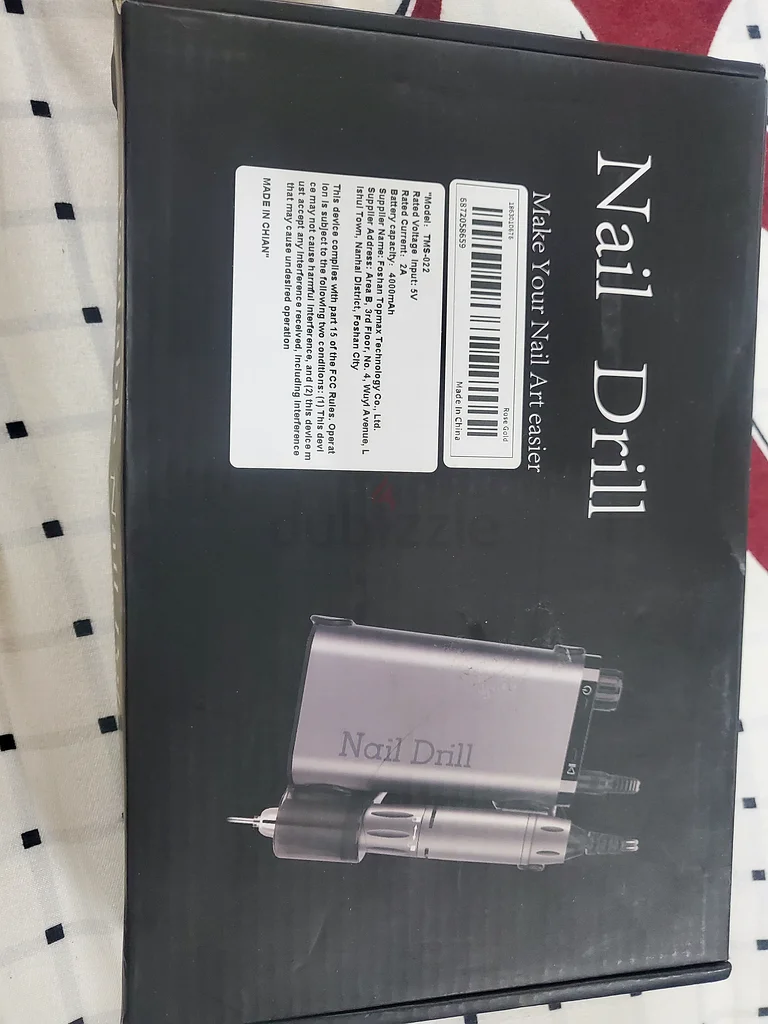 Nail Drill
Make Your Nail Art easier
Rose Gold
6872058659
Made In China
"Model: TMS-022
Rated Voltage Input: 5V
Rated Current: 2A
Battery capacity: 4000mAh
Supplier Name: Foshan Topmax Technology Co., Ltd.
Supplier Address: Area B, 3rd Floor, No. 4, Wuyi Avenue, L
ishui Town, Nanhai District, Foshan City
This device complies with part 15 of the FCC Rules. Operat
ion is subject to the following two conditions: (1) This devi
ce may not cause harmful interference, and (2) this device m
ust accept any interference received, including interference
that may cause undesired operation
MADE IN CHIAN"
Nail Drill
dubizzle